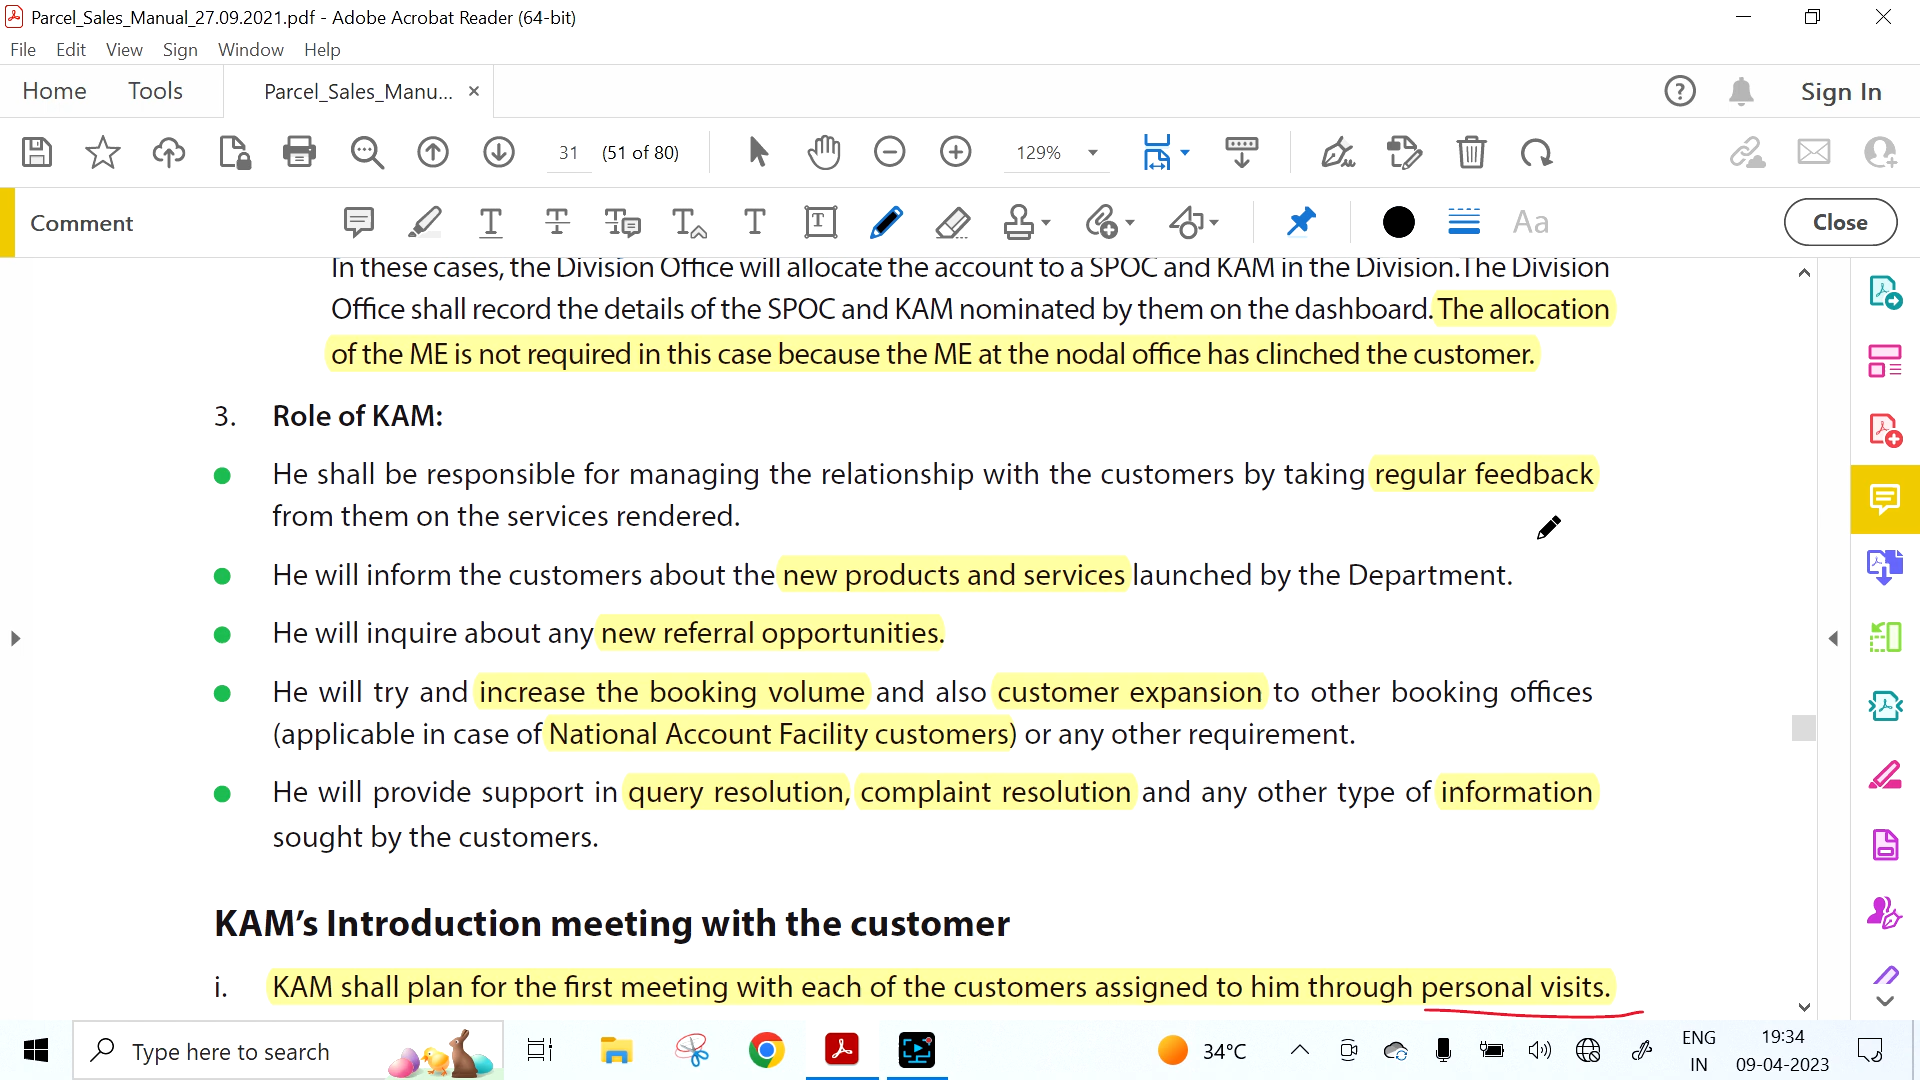 Parcel_Sales_Manual_27.09.2021.pdf - Adobe Acrobat Reader (64-bit)
File Edit View Sign Window Help
Home Tools Parcel_Sales_Manu... × Sign In
31 (51 of 80) 129%
Comment Aa Close
In these cases, the Division Office will allocate the account to a SPOC and KAM in the Division.The Division
Office shall record the details of the SPOC and KAM nominated by them on the dashboard. The allocation
of the ME is not required in this case because the ME at the nodal office has clinched the customer.
3. Role of KAM:
He shall be responsible for managing the relationship with the customers by taking regular feedback
from them on the services rendered.
He will inform the customers about the new products and services launched by the Department.
He will inquire about any new referral opportunities.
He will try and increase the booking volume and also customer expansion to other booking offices
(applicable in case of National Account Facility customers) or any other requirement.
He will provide support in query resolution, complaint resolution and any other type of information
sought by the customers.
KAM's Introduction meeting with the customer
i. KAM shall plan for the first meeting with each of the customers assigned to him through personal visits.
Type here to search
34°C
ENG
IN
19:34
09-04-2023